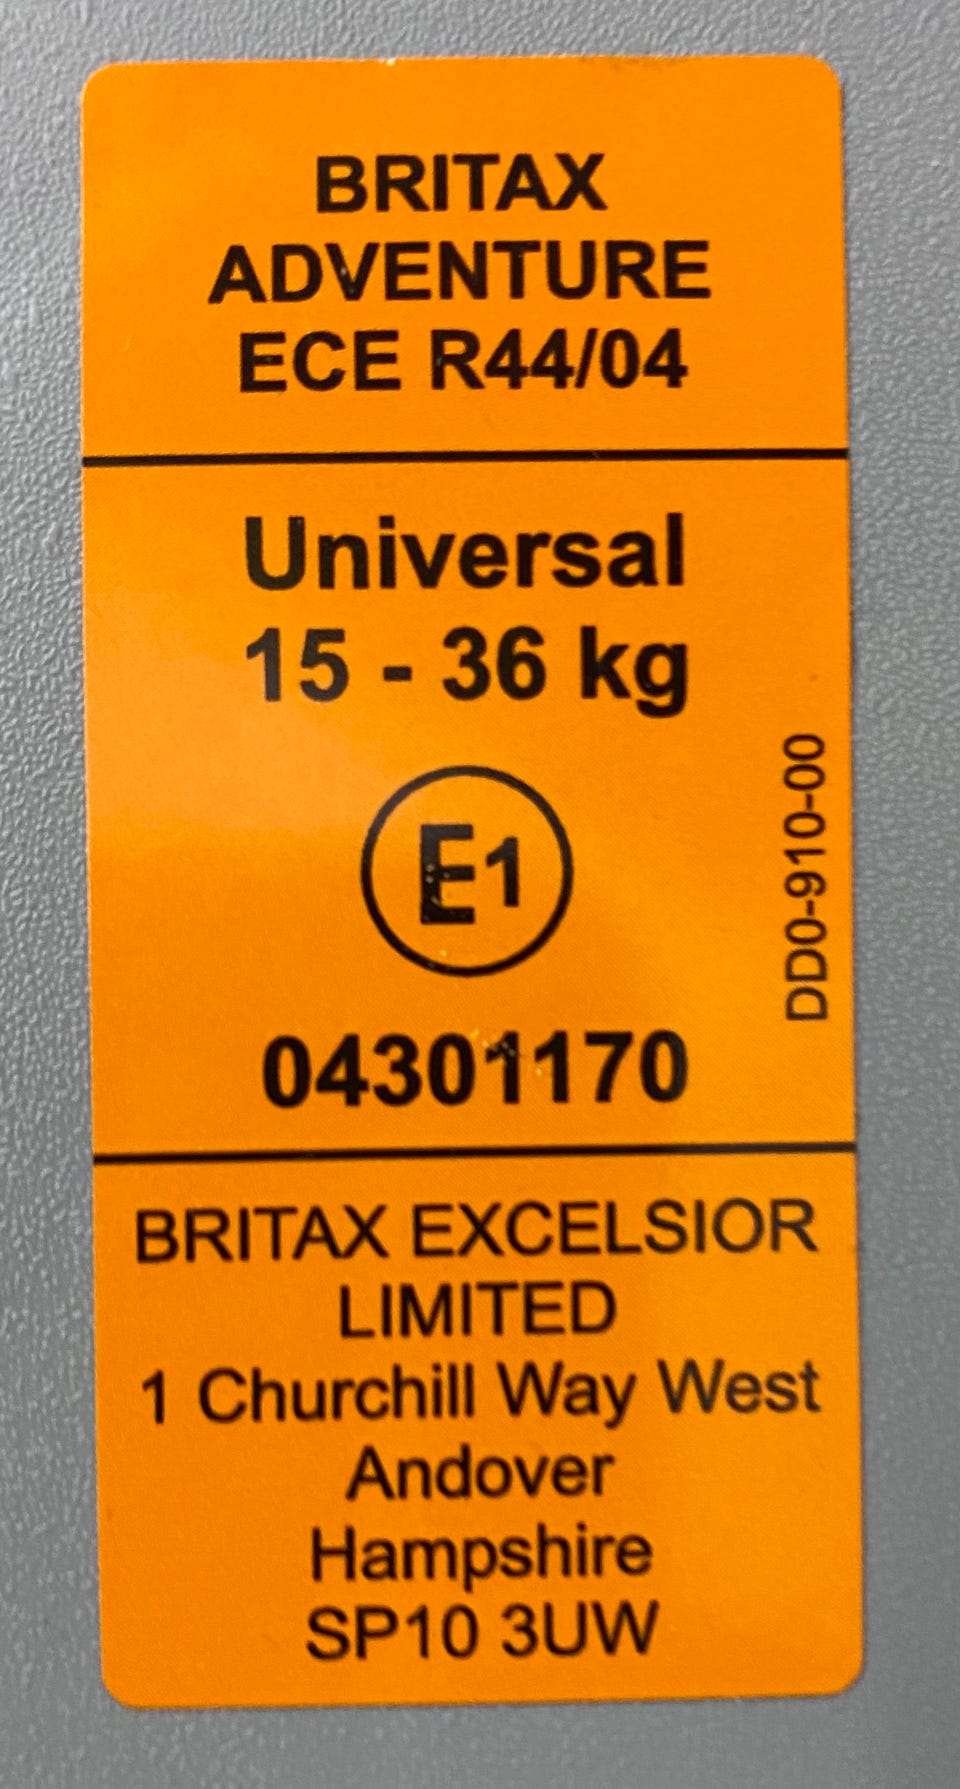 BRITAX
ADVENTURE
ECE R44/04
Universal
15 - 36 kg
E1
DD0-910-00
04301170
BRITAX EXCELSIOR
LIMITED
1 Churchill Way West
Andover
Hampshire
SP10 3UW